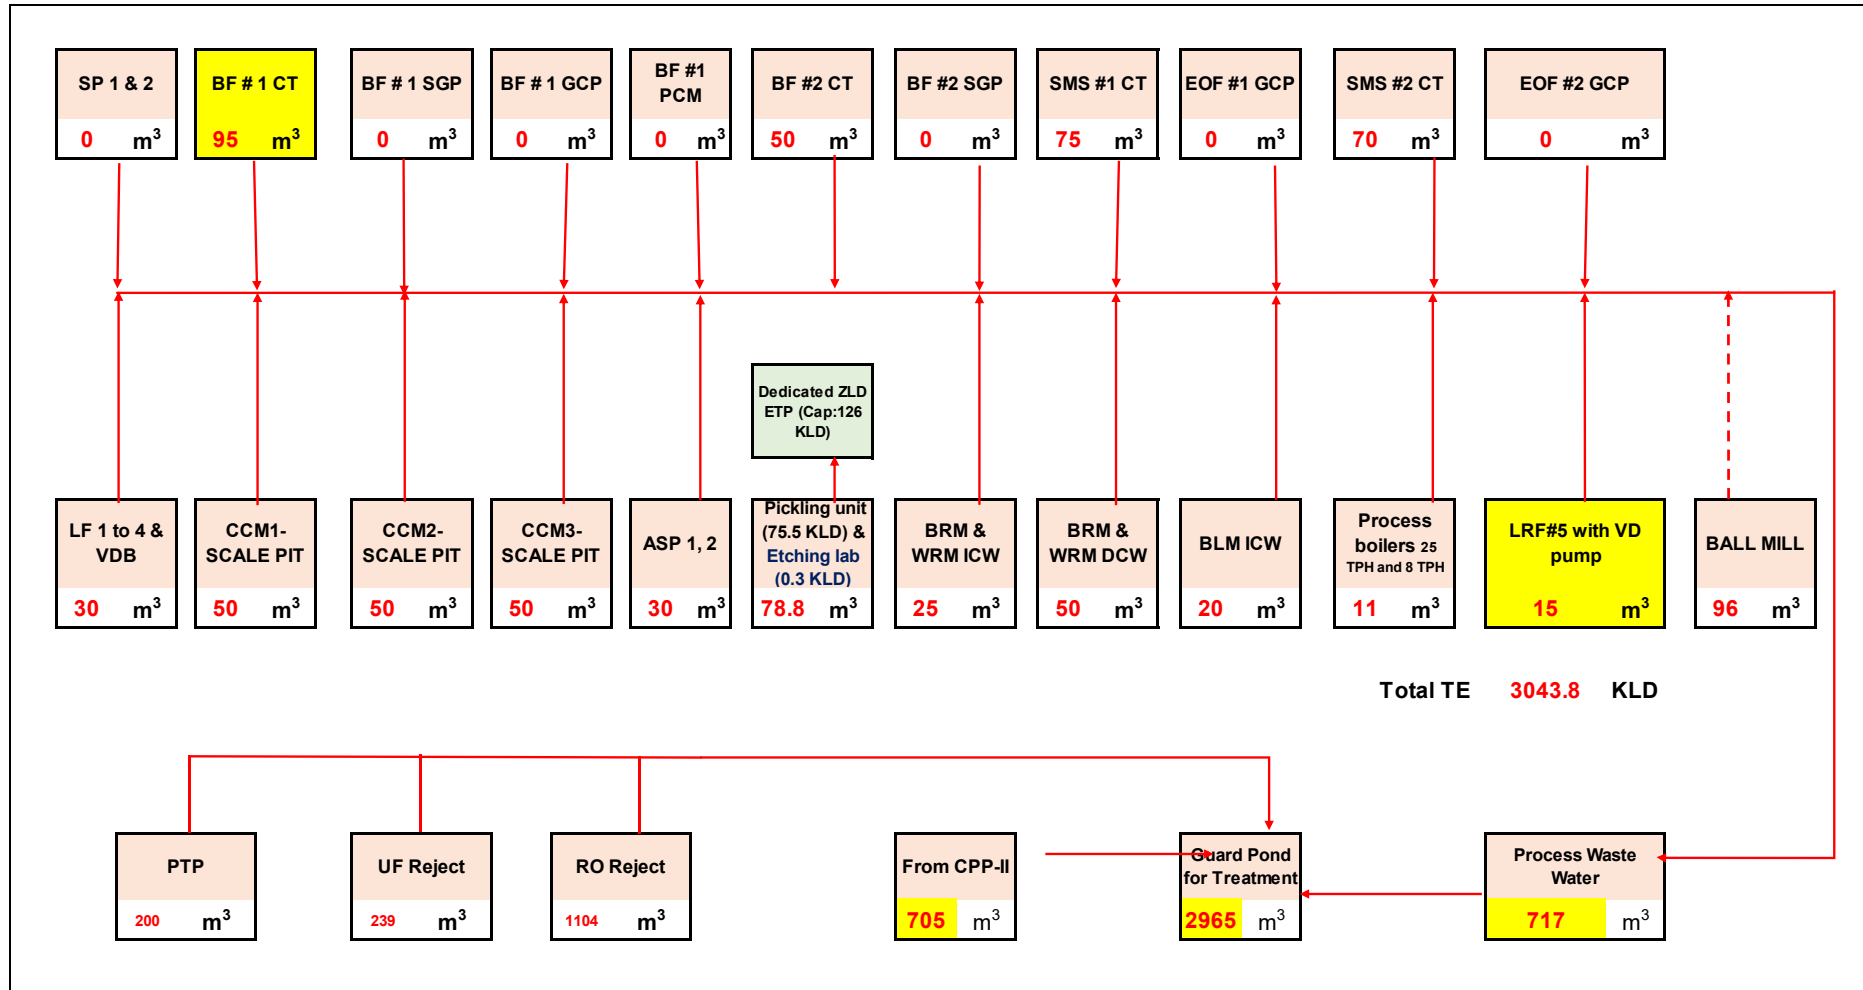 SP 1 & 2
0 m³
BF # 1 CT
95 m³
BF # 1 SGP
0 m³
BF # 1 GCP
0 m³
BF #1
PCM
0 m³
BF #2 CT
50 m³
BF #2 SGP
0 m³
SMS #1 CT
75 m³
EOF #1 GCP
0 m³
SMS #2 CT
70 m³
EOF #2 GCP
0 m³
Dedicated ZLD
ETP (Cap:126
KLD)
LF 1 to 4 &
VDB
30 m³
CCM1-
SCALE PIT
50 m³
CCM2-
SCALE PIT
50 m³
CCM3-
SCALE PIT
50 m³
ASP 1, 2
30 m³
Pickling unit
(75.5 KLD) &
Etching lab
(0.3 KLD)
78.8 m³
BRM &
WRM ICW
25 m³
BRM &
WRM DCW
50 m³
BLM ICW
20 m³
Process
boilers 25
TPH and 8 TPH
11 m³
LRF#5 with VD
pump
15 m³
BALL MILL
96 m³
Total TE 3043.8 KLD
PTP
200 m³
UF Reject
239 m³
RO Reject
1104 m³
From CPP-II
705 m³
Guard Pond
for Treatment
2965 m³
Process Waste
Water
717 m³